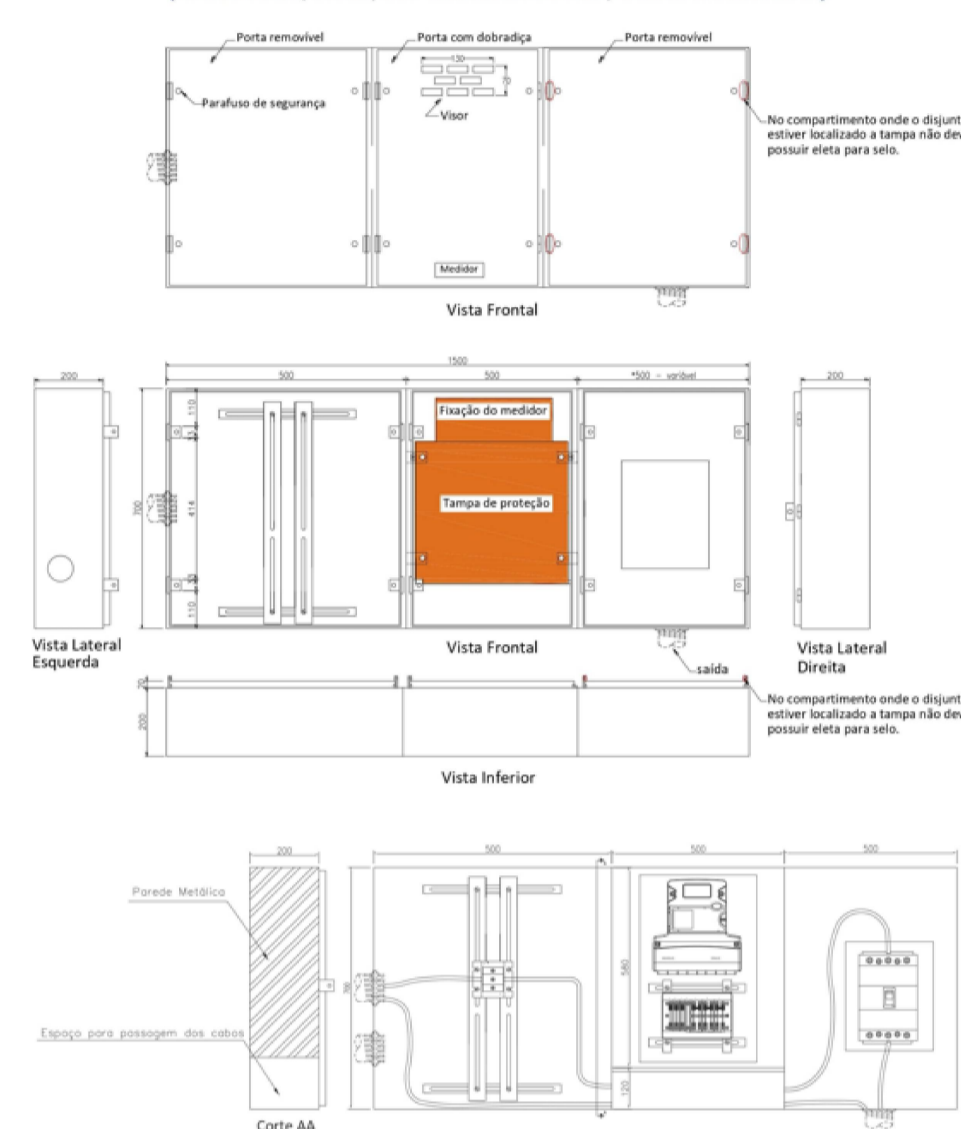 Porta removível
Porta com dobradiça
Porta removível
130
Parafuso de segurança
Visor
No compartimento onde o disjunt
estiver localizado a tampa não dev
possuir eleta para selo.
Medidor
Vista Frontal
1500
200
500
500
*500 - variável
200
110
33
Fixação do medidor
700
414
Tampa de proteção
33
110
Vista Lateral
Esquerda
Vista Frontal
saída
Vista Lateral
Direita
20
200
No compartimento onde o disjunt
estiver localizado a tampa não dev
possuir eleta para selo.
Vista Inferior
200
500
500
500
Parede Metálica
700
580
Espaço para passagem dos cabos
120
Corte AA